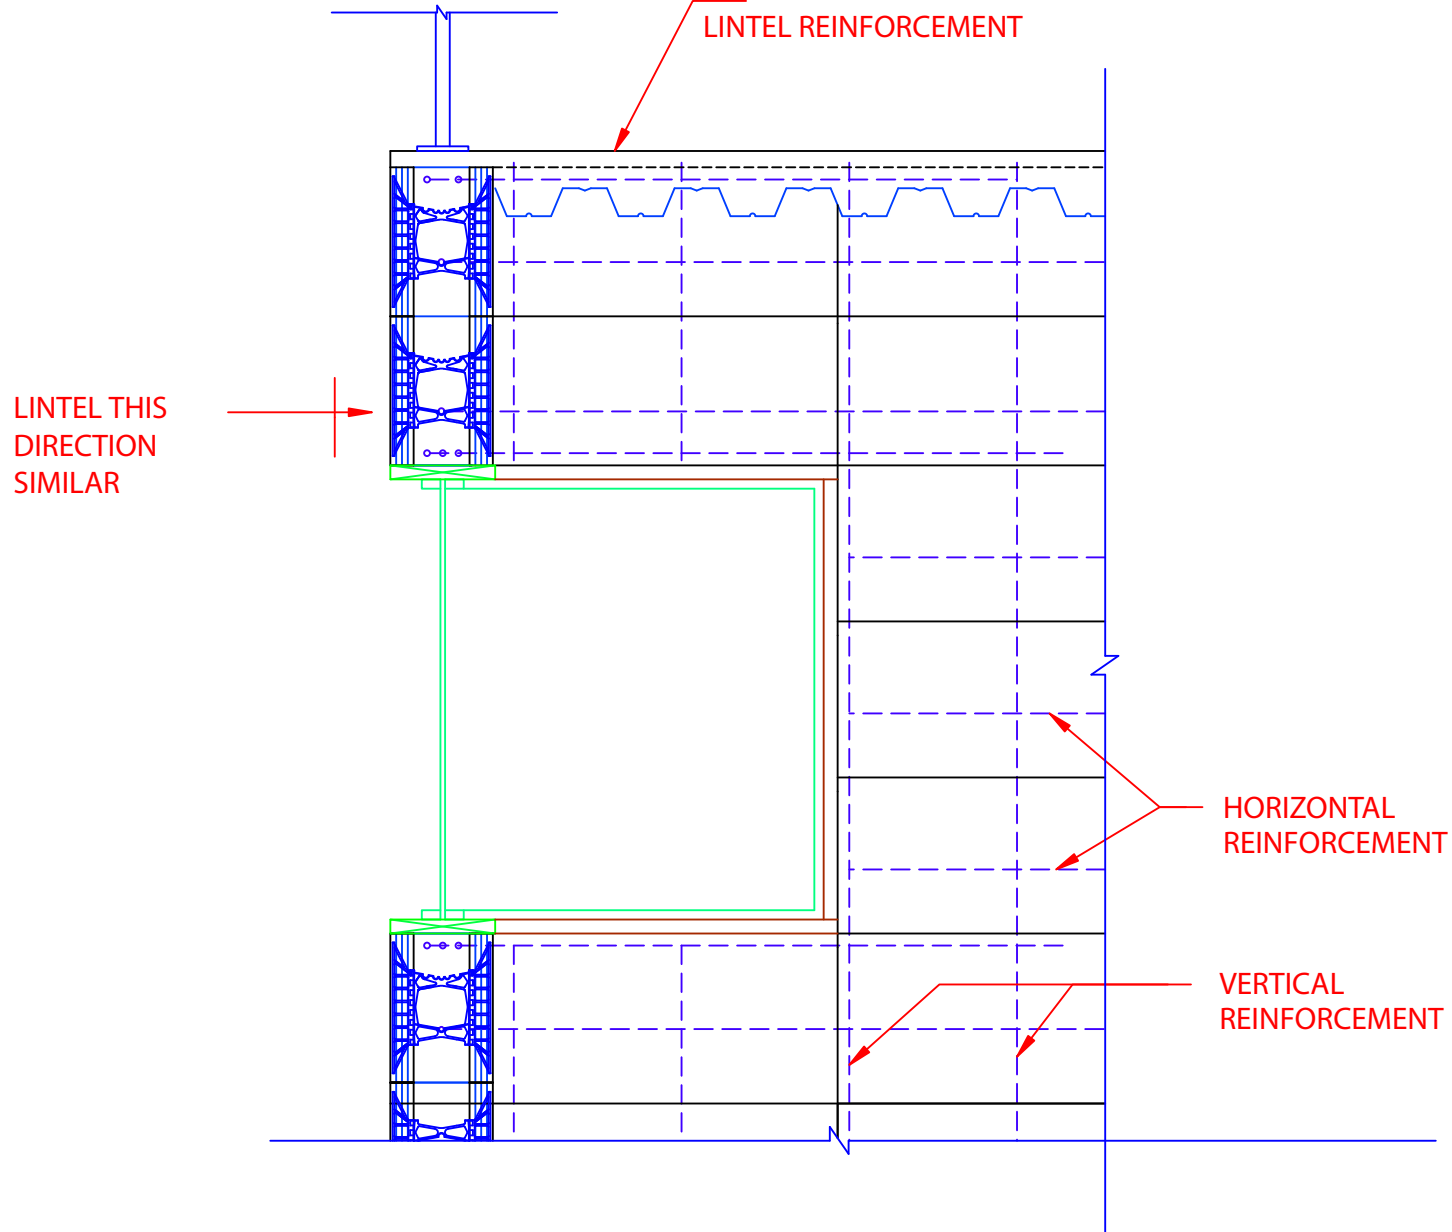 LINTEL REINFORCEMENT
LINTEL THIS
DIRECTION
SIMILAR
HORIZONTAL
REINFORCEMENT
VERTICAL
REINFORCEMENT